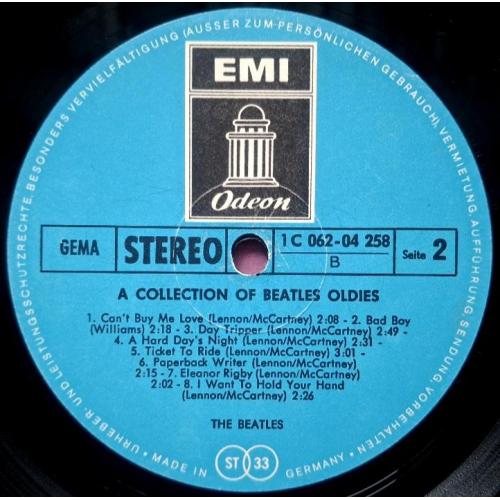 EMI
Odeon
GEMA
STEREO
1C 062-04 258
B
Seite 2
A COLLECTION OF BEATLES OLDIES
1. Can't Buy Me Love (Lennon/McCartney) 2:08 - 2. Bad Boy
(Williams) 2:18 - 3. Day Tripper (Lennon/McCartney) 2:49 -
4. A Hard Day's Night (Lennon/McCartney) 2:31 -
5. Ticket To Ride (Lennon/McCartney) 3:01 -
6. Paperback Writer (Lennon/McCartney)
2:15 - 7. Eleanor Rigby (Lennon/McCartney)
2:02 - 8. I Want To Hold Your Hand
(Lennon/McCartney) 2:26
THE BEATLES
URHEBER- UND LEISTUNGSSCHUTZRECHTE, BESONDERS VERVIELFÄLTIGUNG (AUSSER ZUM PERSÖNLICHEN GEBRAUCH), VERMIETUNG, AUFFÜHRUNG, SENDUNG, VORBEHALTEN
• MADE IN ST 33 GERMANY •